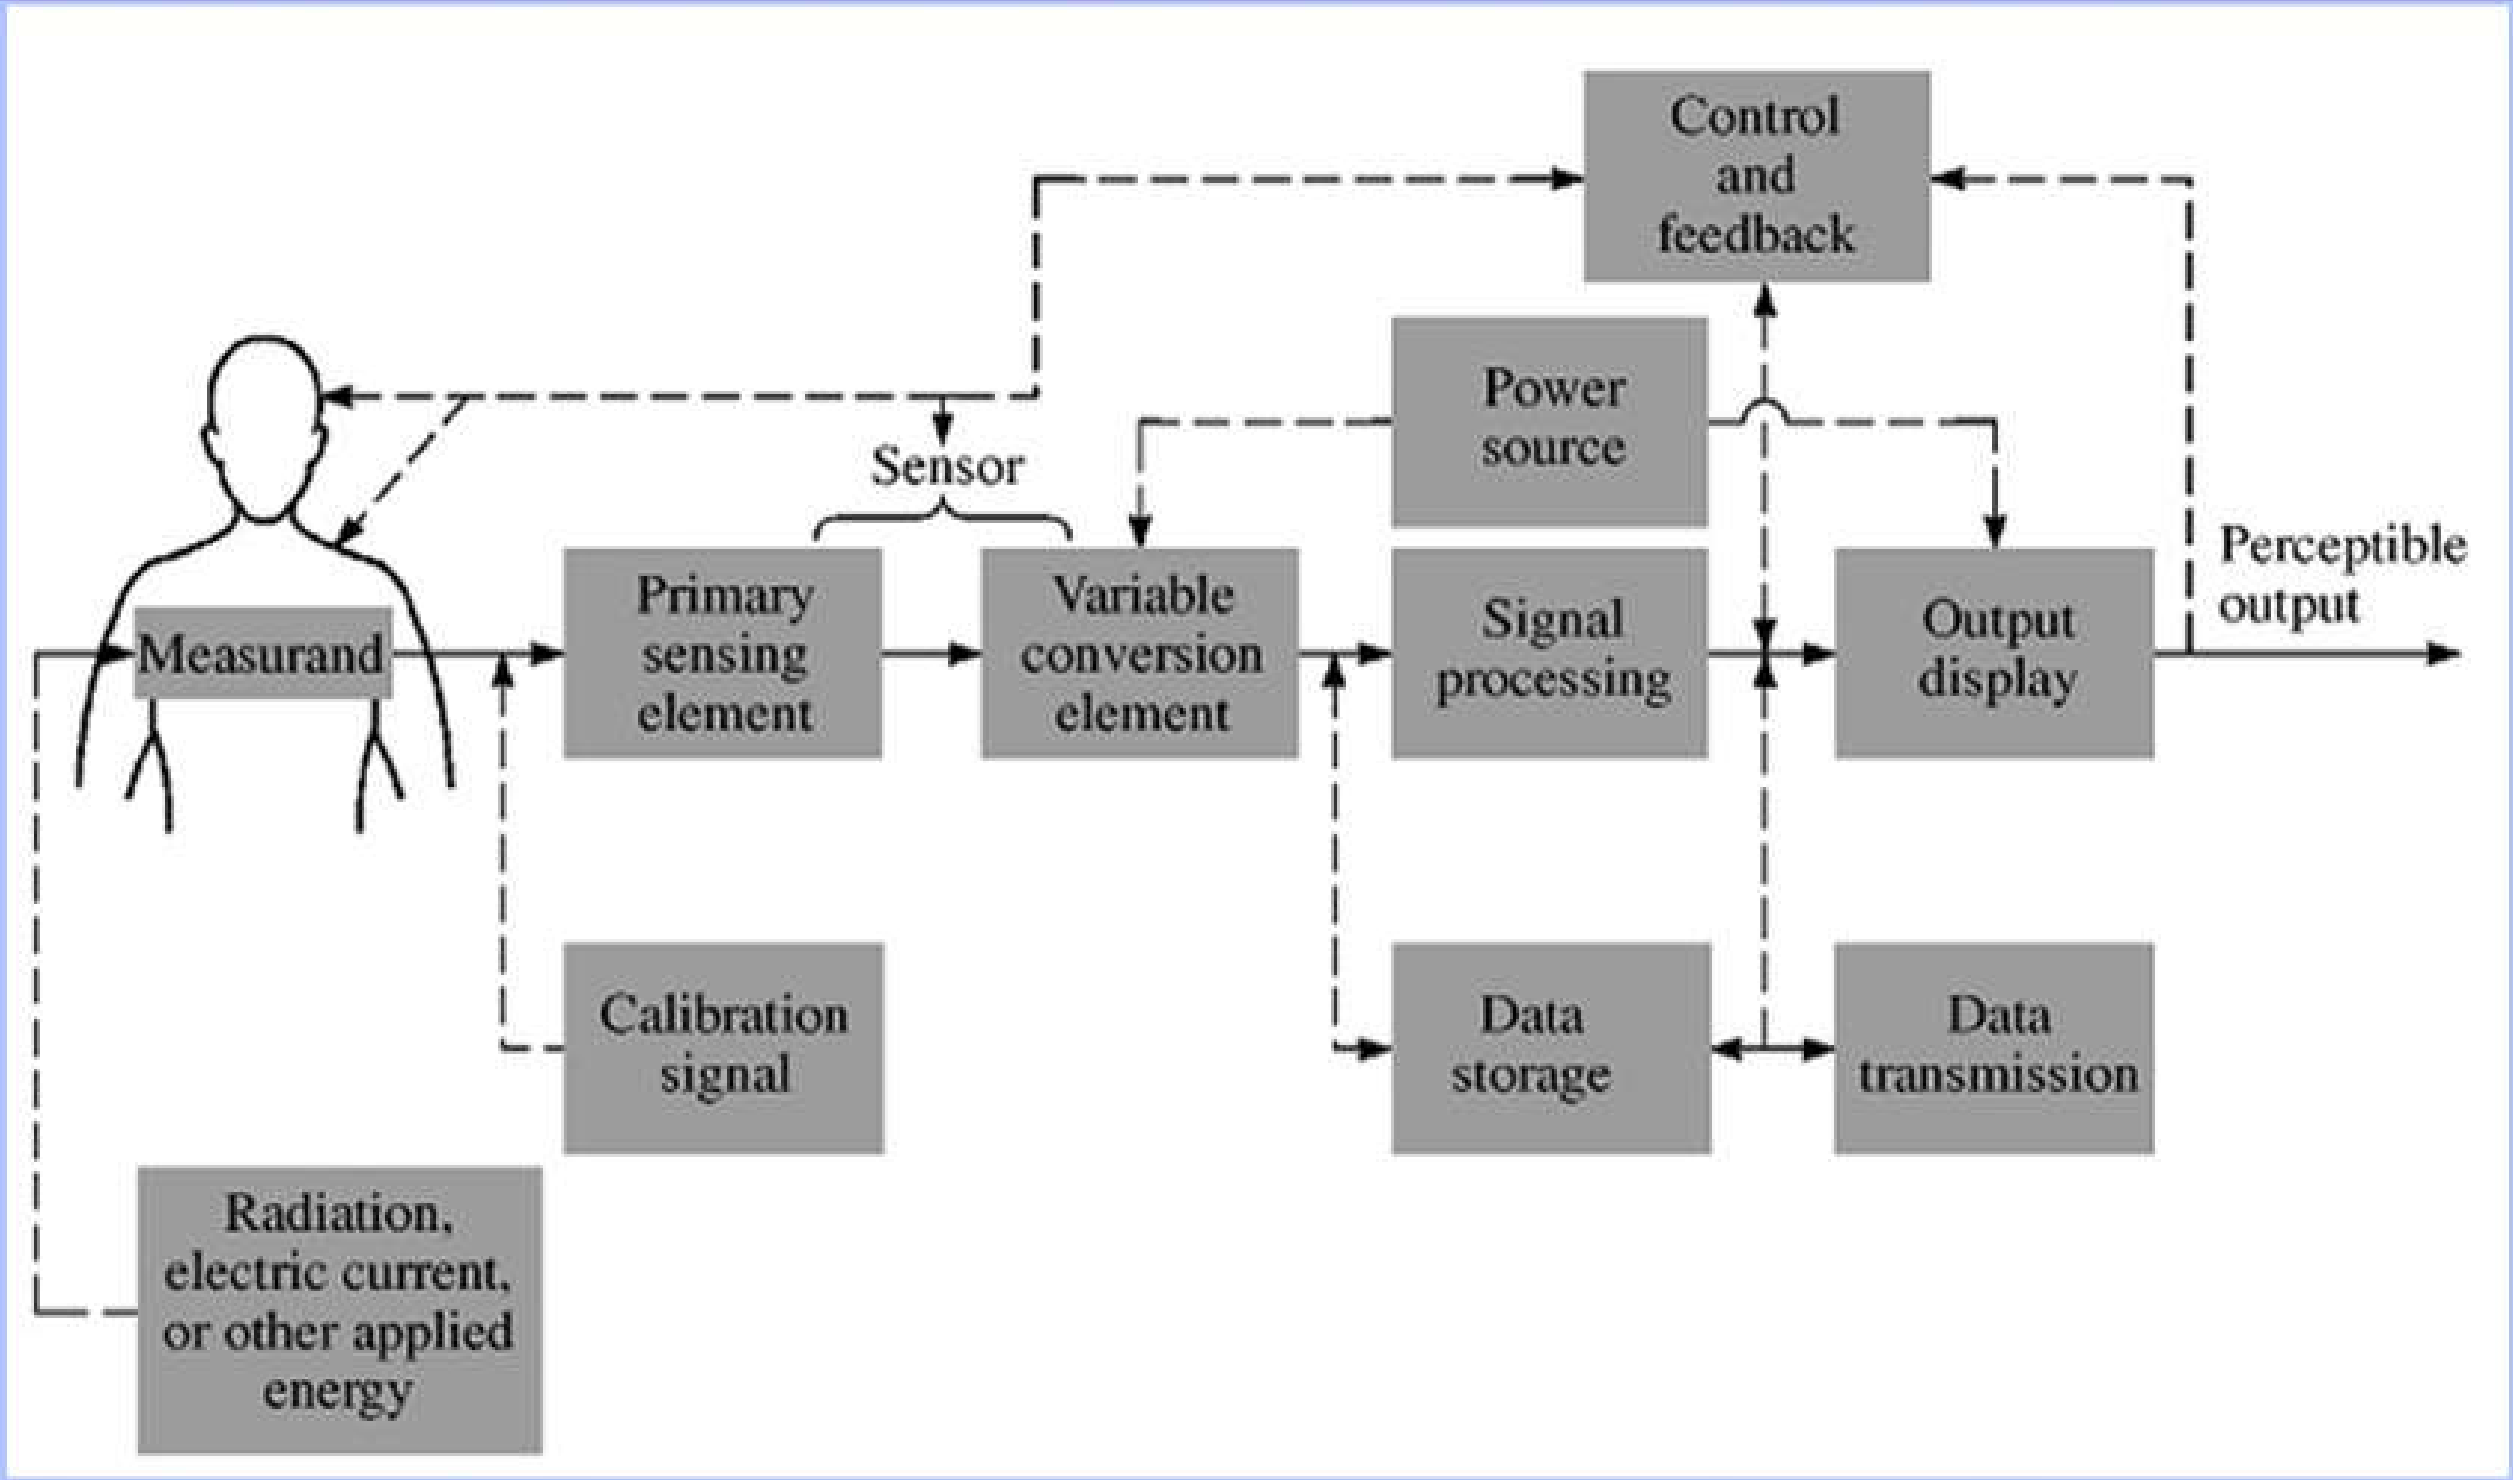 Control
and
feedback
Power
source
Sensor
Perceptible
output
Measurand
Primary
sensing
element
Variable
conversion
element
Signal
processing
Output
display
Calibration
signal
Data
storage
Data
transmission
Radiation,
electric current,
or other applied
energy